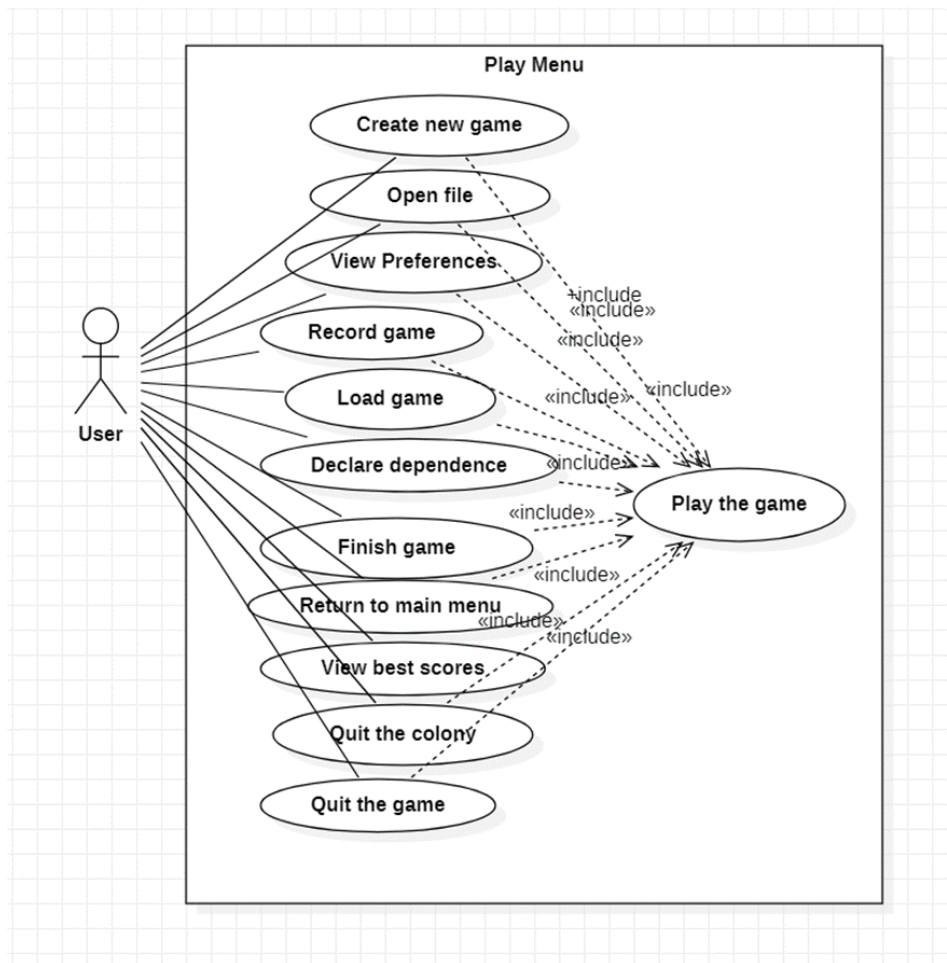 Play Menu
Create new game
Open file
View Preferences
+include
«include»
Record game
«include»
«include»
Load game
«include»
User
Declare dependence
«include»
Play the game
«include»
Finish game
«include»
Return to main menu
«include»
«include»
View best scores
Quit the colony
Quit the game